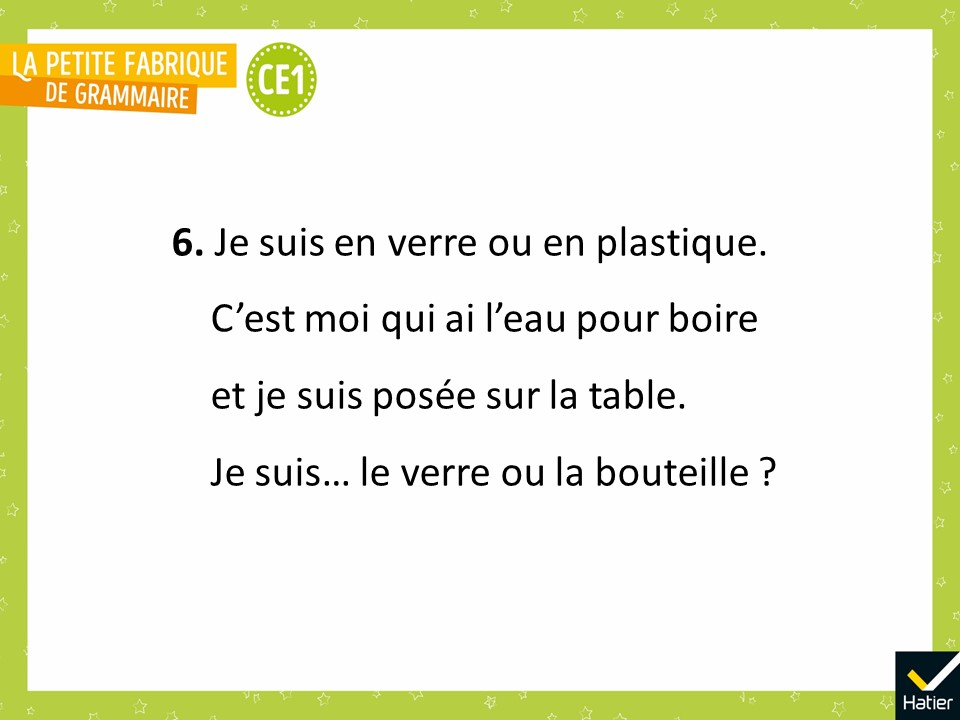 LA PETITE FABRIQUE
DE GRAMMAIRE
CE1
6. Je suis en verre ou en plastique.
C’est moi qui ai l’eau pour boire
et je suis posée sur la table.
Je suis… le verre ou la bouteille ?
Hatier